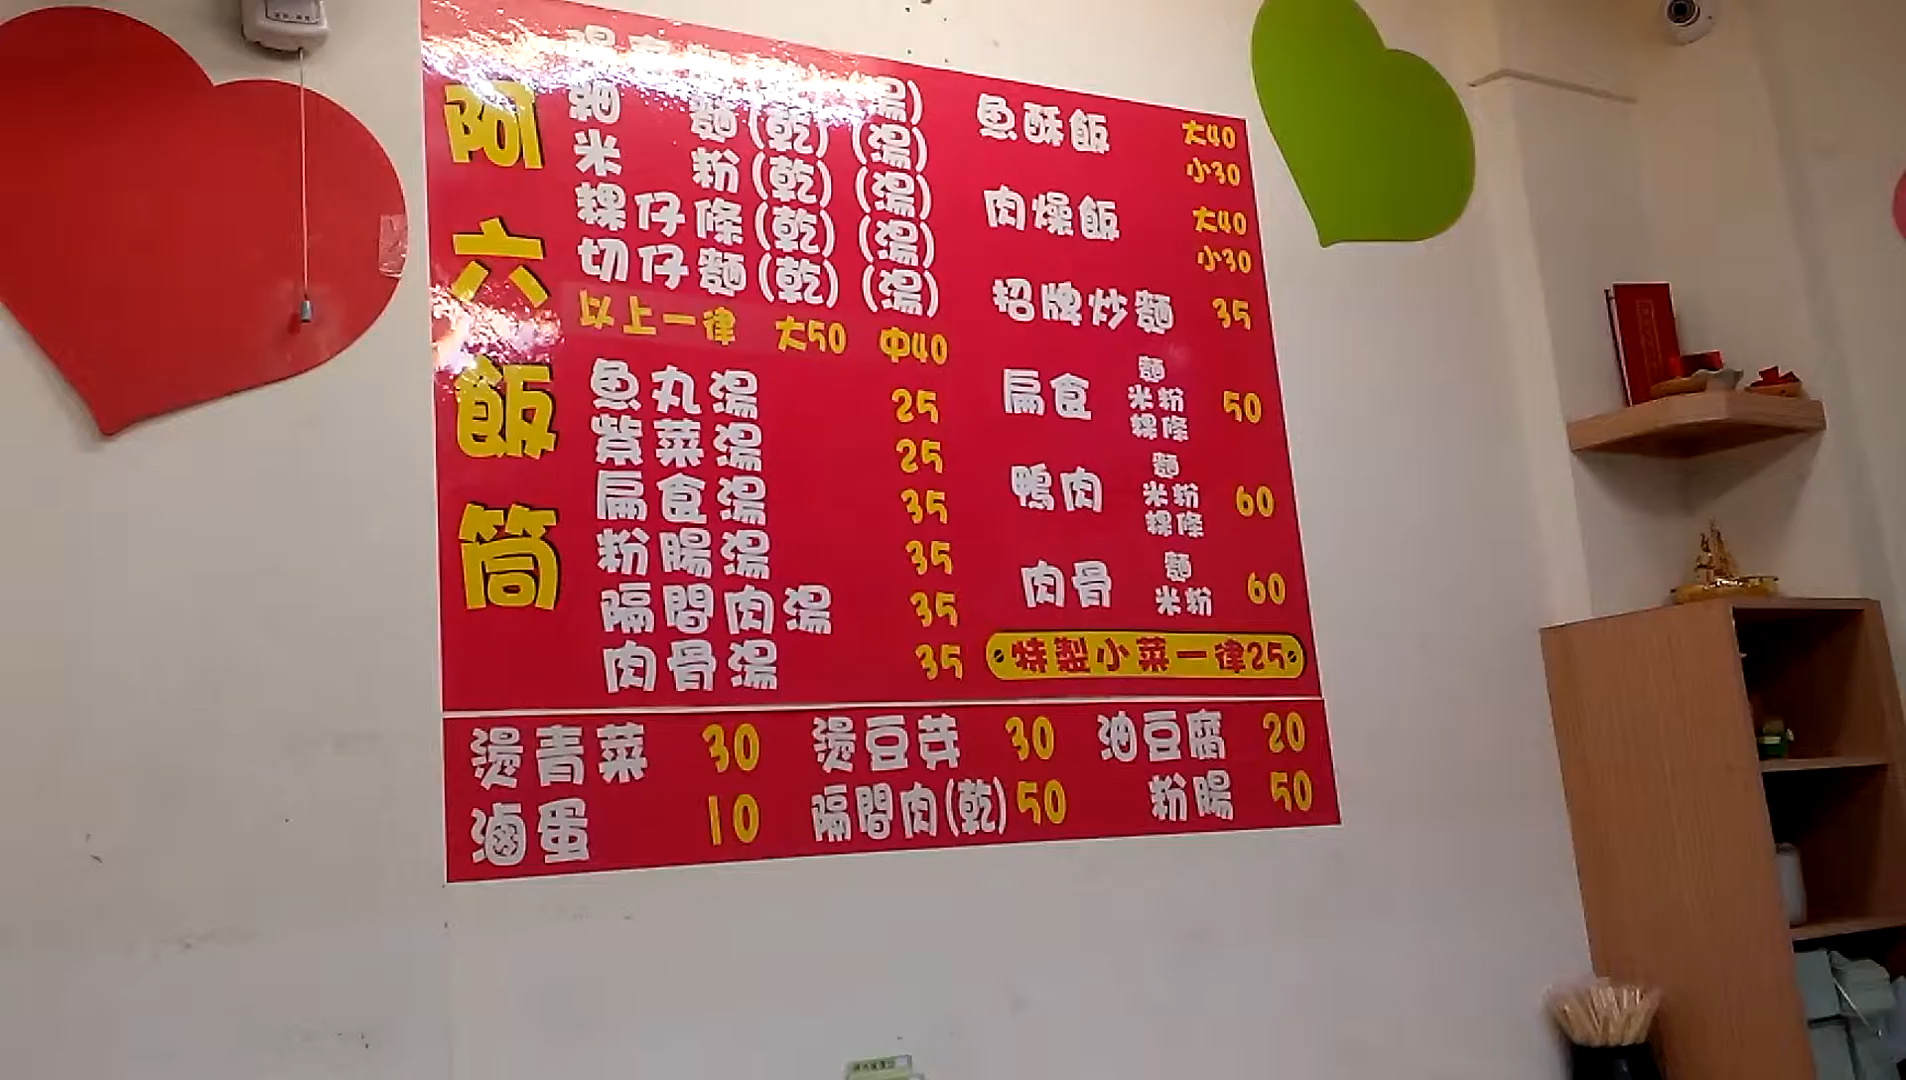 阿六飯筒
細麵(乾)(湯)
米粉(乾)(湯)
粿仔條(乾)(湯)
切仔麵(乾)(湯)
以上一律 大50 中40
魚丸湯 25
紫菜湯 25
扁食湯 35
粉腸湯 35
隔間肉湯 35
肉骨湯 35
魚酥飯 大40
小30
肉燥飯 大40
小30
招牌炒麵 35
扁食 麵 米粉 粿條 50
鴨肉 麵 米粉 粿條 60
肉骨 麵 米粉 60
特製小菜一律25
燙青菜 30 燙豆芽 30 油豆腐 20
滷蛋 10 隔間肉(乾) 50 粉腸 50